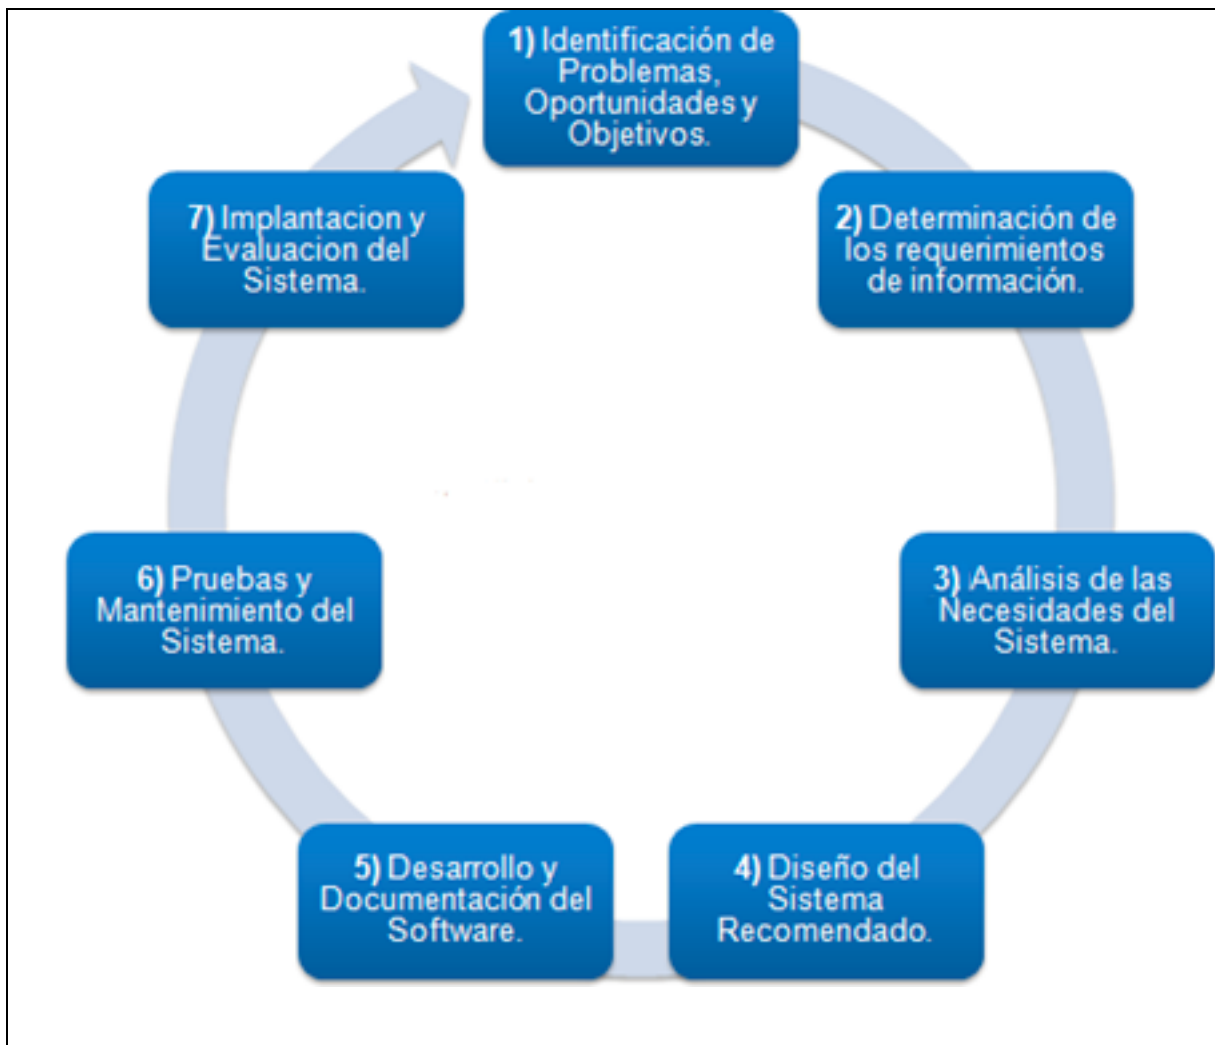 1) Identificación de
Problemas,
Oportunidades y
Objetivos.
2) Determinación de
los requerimientos
de información.
3) Análisis de las
Necesidades del
Sistema.
4) Diseño del
Sistema
Recomendado.
5) Desarrollo y
Documentación del
Software.
6) Pruebas y
Mantenimiento del
Sistema.
7) Implantacion y
Evaluacion del
Sistema.